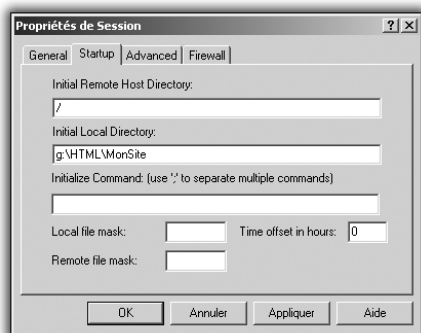 Propriétés de Session
General Startup Advanced Firewall
Initial Remote Host Directory:
/
Initial Local Directory:
g:\HTML\MonSite
Initialize Command: (use ';' to separate multiple commands)
Local file mask: Time offset in hours: 0
Remote file mask:
OK Annuler Appliquer Aide